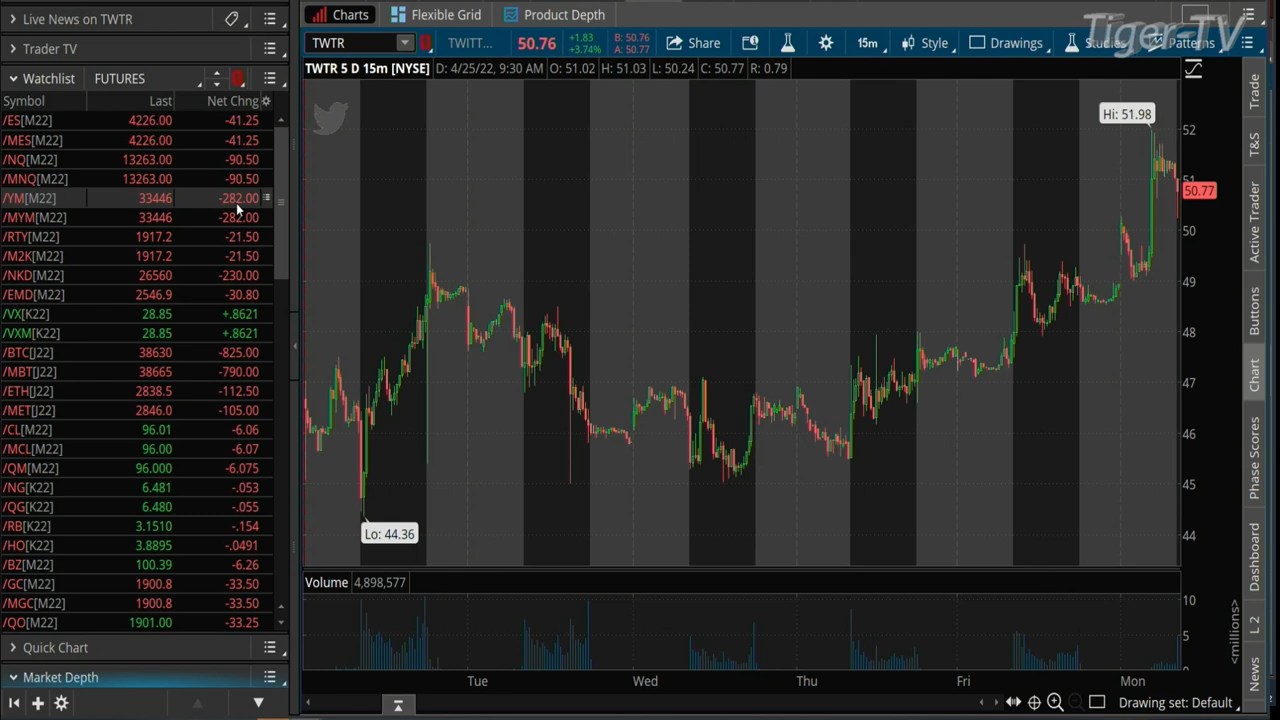 Live News on TWTR
Trader TV
Watchlist FUTURES
Symbol Last Net Chng
/ES[M22] 4226.00 -41.25
/MES[M22] 4226.00 -41.25
/NQ[M22] 13263.00 -90.50
/MNQ[M22] 13263.00 -90.50
/YM[M22] 33446 -282.00
/MYM[M22] 33446 -282.00
/RTY[M22] 1917.2 -21.50
/M2K[M22] 1917.2 -21.50
/NKD[M22] 26560 -230.00
/EMD[M22] 2546.9 -30.80
/VX[K22] 28.85 +.8621
/VXM[K22] 28.85 +.8621
/BTC[J22] 38630 -825.00
/MBT[J22] 38665 -790.00
/ETH[J22] 2838.5 -112.50
/MET[J22] 2846.0 -105.00
/CL[M22] 96.01 -6.06
/MCL[M22] 96.00 -6.07
/QM[M22] 96.000 -6.075
/NG[K22] 6.481 -.053
/QG[K22] 6.480 -.055
/RB[K22] 3.1510 -.154
/HO[K22] 3.8895 -.0491
/BZ[M22] 100.39 -6.26
/GC[M22] 1900.8 -33.50
/MGC[M22] 1900.8 -33.50
/QO[M22] 1901.00 -33.25
Quick Chart
Market Depth
Charts Flexible Grid Product Depth
Tiger-TV
TWTR TWITT... 50.76 +1.83 +3.74% B: 50.76 A: 50.77 Share 15m Style Drawings Studies Patterns
TWTR 5 D 15m [NYSE] D: 4/25/22, 9:30 AM O: 51.02 H: 51.03 L: 50.24 C: 50.77 R: 0.79
Hi: 51.98
52
51
50.77
50
49
48
47
46
45
44
Lo: 44.36
Volume 4,898,577
10
5
0
<millions>
Tue Wed Thu Fri Mon
Drawing set: Default
Trade
T&S
Active Trader
Buttons
Chart
Phase Scores
Dashboard
L 2
News